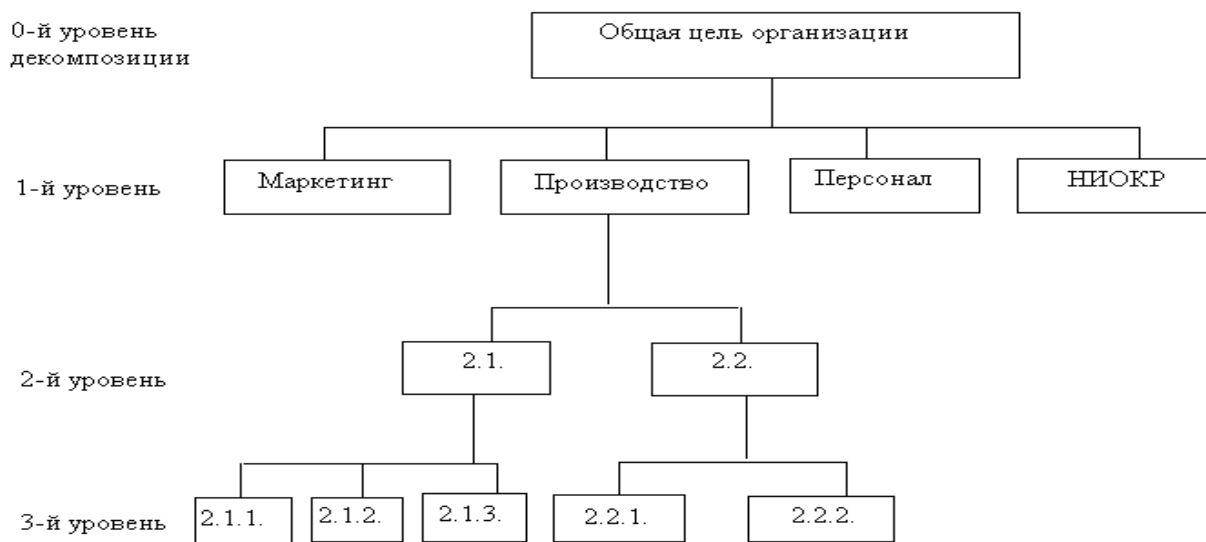 0-й уровень
декомпозиции
Общая цель организации
1-й уровень
Маркетинг
Производство
Персонал
НИОКР
2-й уровень
2.1.
2.2.
3-й уровень
2.1.1.
2.1.2.
2.1.3.
2.2.1.
2.2.2.